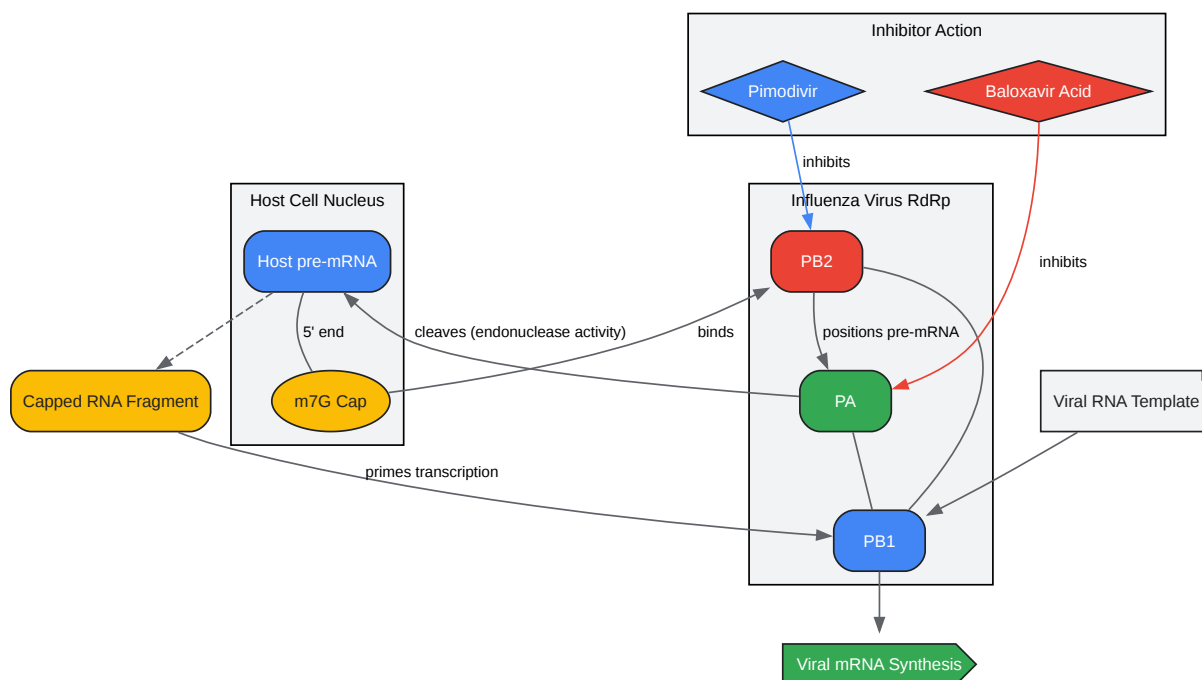 Inhibitor Action
Pimodivir
Baloxavir Acid
inhibits
Host Cell Nucleus
Influenza Virus RdRp
Host pre-mRNA
PB2
inhibits
5' end
cleaves (endonuclease activity)
binds
positions pre-mRNA
Capped RNA Fragment
m7G Cap
PA
Viral RNA Template
primes transcription
PB1
Viral mRNA Synthesis